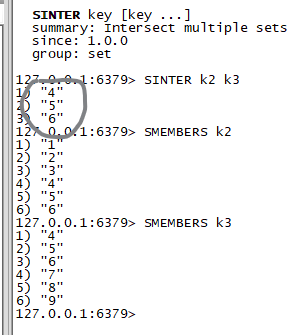 SINTER key [key ...]
summary: Intersect multiple sets
since: 1.0.0
group: set
127.0.0.1:6379> SINTER k2 k3
1) "4"
2) "5"
3) "6"
127.0.0.1:6379> SMEMBERS k2
1) "1"
2) "2"
3) "3"
4) "4"
5) "5"
6) "6"
127.0.0.1:6379> SMEMBERS k3
1) "4"
2) "5"
3) "6"
4) "7"
5) "8"
6) "9"
127.0.0.1:6379>